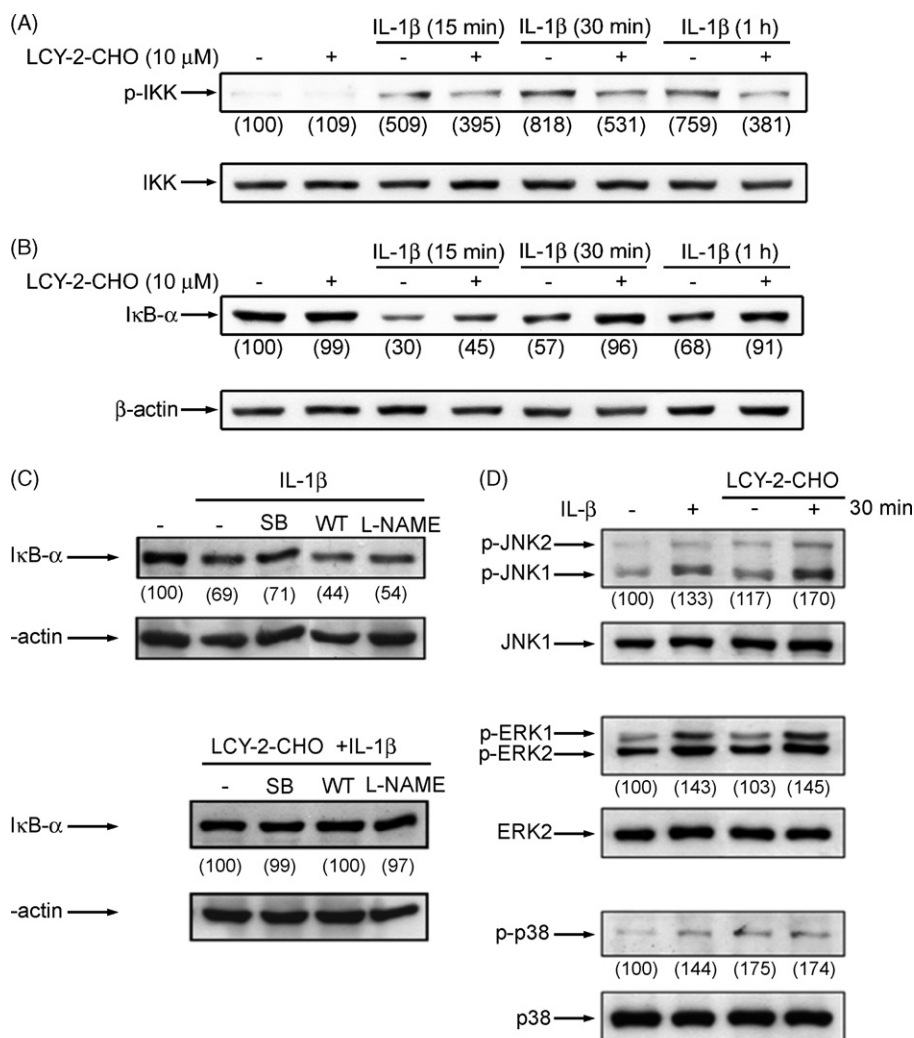 (A)
IL-1β (15 min) IL-1β (30 min) IL-1β (1 h)
LCY-2-CHO (10 μM) - + - + - + - +
p-IKK
(100) (109) (509) (395) (818) (531) (759) (381)
IKK
(B)
IL-1β (15 min) IL-1β (30 min) IL-1β (1 h)
LCY-2-CHO (10 μM) - + - + - + - +
IκB-α
(100) (99) (30) (45) (57) (96) (68) (91)
β-actin
(C)
IL-1β
- - SB WT L-NAME
IκB-α
(100) (69) (71) (44) (54)
-actin
LCY-2-CHO +IL-1β
- SB WT L-NAME
IκB-α
(100) (99) (100) (97)
-actin
(D)
LCY-2-CHO
IL-β - + - + 30 min
p-JNK2
p-JNK1
(100) (133) (117) (170)
JNK1
p-ERK1
p-ERK2
(100) (143) (103) (145)
ERK2
p-p38
(100) (144) (175) (174)
p38